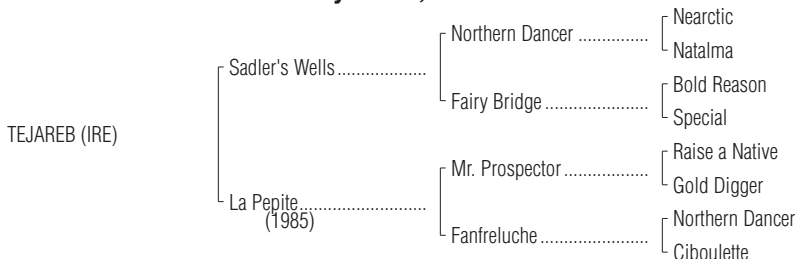 Nearctic
Northern Dancer ...............
Natalma
Sadler's Wells...................
Bold Reason
Fairy Bridge ......................
Special
TEJAREB (IRE)
Raise a Native
Mr. Prospector ..................
Gold Digger
La Pepite...........................
(1985)
Northern Dancer
Fanfreluche .......................
Ciboulette